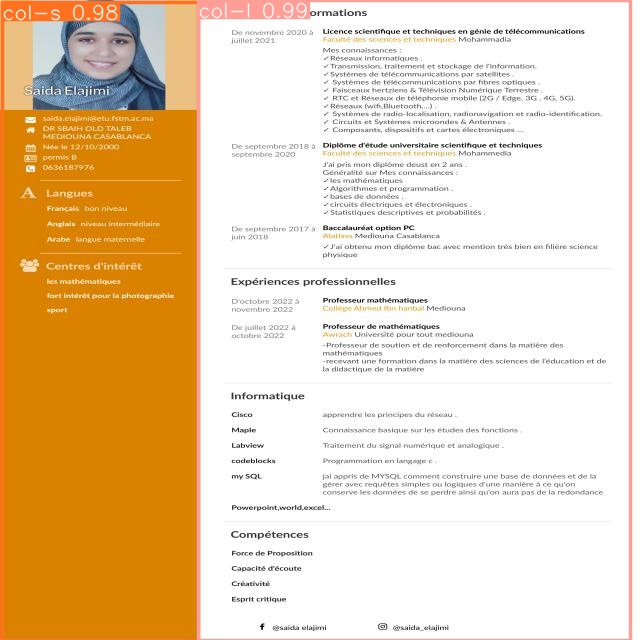 col-s 0.98
Saida Elajimi
saida.elajimi@etu.fstm.ac.ma
DR SBAIH OLD TALEB
MEDIOUNA CASABLANCA
Née le 12/10/2000
permis B
0636187976
Langues
Français bon niveau
Anglais niveau intermédiaire
Arabe langue maternelle
Centres d'intérêt
les mathématiques
fort intérêt pour la photographie
sport
col-l 0.99
ormations
De novembre 2020 à juillet 2021
Licence scientifique et techniques en génie de télécommunications
Faculté des sciences et techniques Mohammadia
Mes connaissances :
✓Réseaux informatiques .
✓Transmission, traitement et stockage de l'information.
✓Systèmes de télécommunications par satellites .
✓Systèmes de télécommunications par fibres optiques .
✓ Faisceaux hertziens & Télévision Numérique Terrestre .
✓ RTC et Réseaux de téléphonie mobile (2G / Edge, 3G , 4G, 5G).
✓Réseaux (wifi,Bluetooth,...) .
✓ Systèmes de radio-localisation, radionavigation et radio-identification.
✓ Circuits et Systèmes microondes & Antennes .
✓ Composants, dispositifs et cartes électroniques ...
De septembre 2018 à septembre 2020
Diplôme d'étude universitaire scientifique et techniques
Faculté des sciences et techniques Mohammedia
J'ai pris mon diplôme deust en 2 ans .
Généralité sur Mes connaissances :
✓les mathématiques
✓Algorithmes et programmation .
✓bases de données .
✓circuits électriques et électroniques .
✓Statistiques descriptives et probabilités .
De septembre 2017 à juin 2018
Baccalauréat option PC
Alatlass Mediouna Casablanca
✓J'ai obtenu mon diplôme bac avec mention très bien en filière science
physique
Expériences professionnelles
D'octobre 2022 à novembre 2022
Professeur mathématiques
Collège Ahmed Ibn hanbal Mediouna
De juillet 2022 à octobre 2022
Professeur de mathématiques
Awrach Université pour tout mediouna
-Professeur de soutien et de renforcement dans la matière des
mathématiques
-recevant une formation dans la matière des sciences de l'éducation et de
la didactique de la matière
Informatique
Cisco apprendre les principes du réseau .
Maple Connaissance basique sur les études des fonctions .
Labview Traitement du signal numérique et analogique .
codeblocks Programmation en langage c .
my SQL jai appris de MYSQL comment construire une base de données et de la
gérer avec requêtes simples ou logiques d'une manière à ce qu'on
conserve les données de se perdre ainsi qu'on aura pas de la redondance
Powerpoint,world,excel...
Compétences
Force de Proposition
Capacité d'écoute
Créativité
Esprit critique
@saida elajimi @saida_elajimi